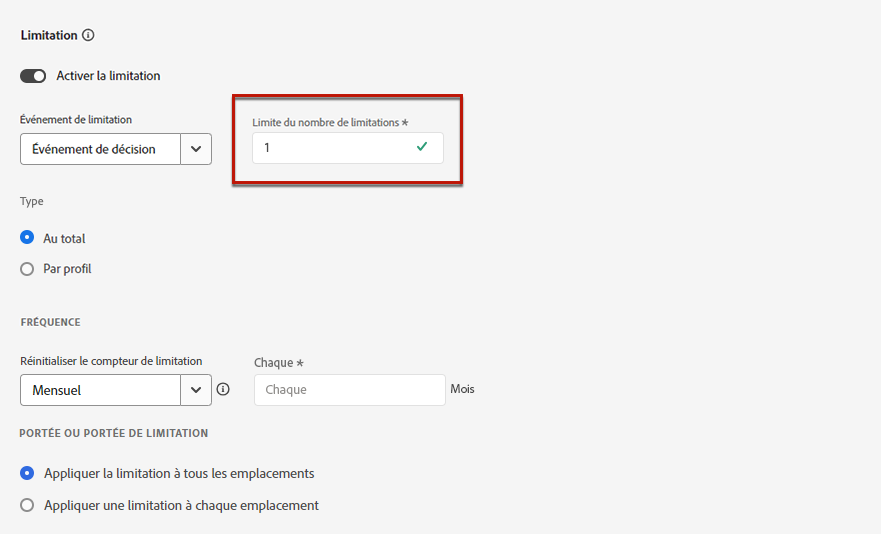 Limitation
Activer la limitation
Événement de limitation
Limite du nombre de limitations *
Événement de décision
1
Type
Au total
Par profil
FRÉQUENCE
Réinitialiser le compteur de limitation
Chaque *
Mensuel
Chaque
Mois
PORTÉE OU PORTÉE DE LIMITATION
Appliquer la limitation à tous les emplacements
Appliquer une limitation à chaque emplacement